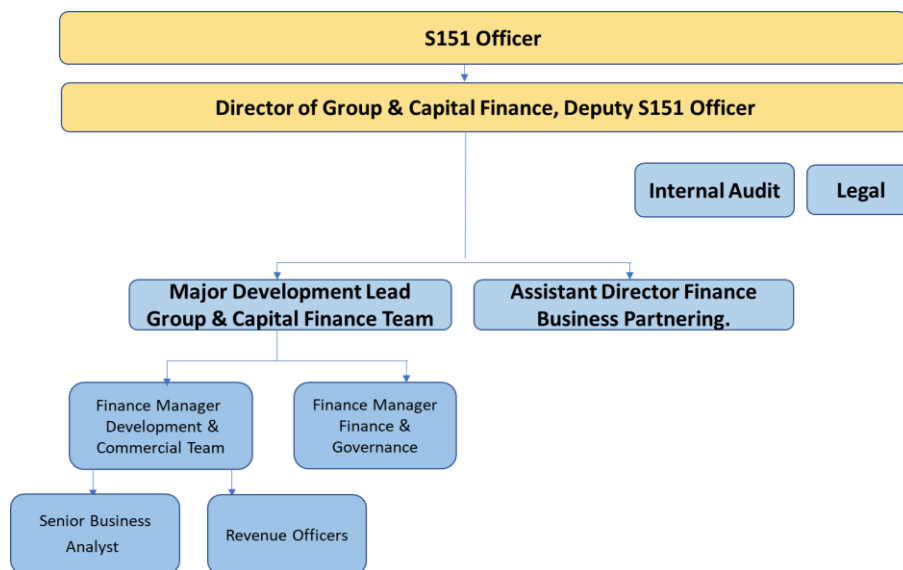 S151 Officer
Director of Group & Capital Finance, Deputy S151 Officer
Internal Audit
Legal
Major Development Lead
Group & Capital Finance Team
Assistant Director Finance
Business Partnering.
Finance Manager
Development &
Commercial Team
Finance Manager
Finance &
Governance
Senior Business
Analyst
Revenue Officers